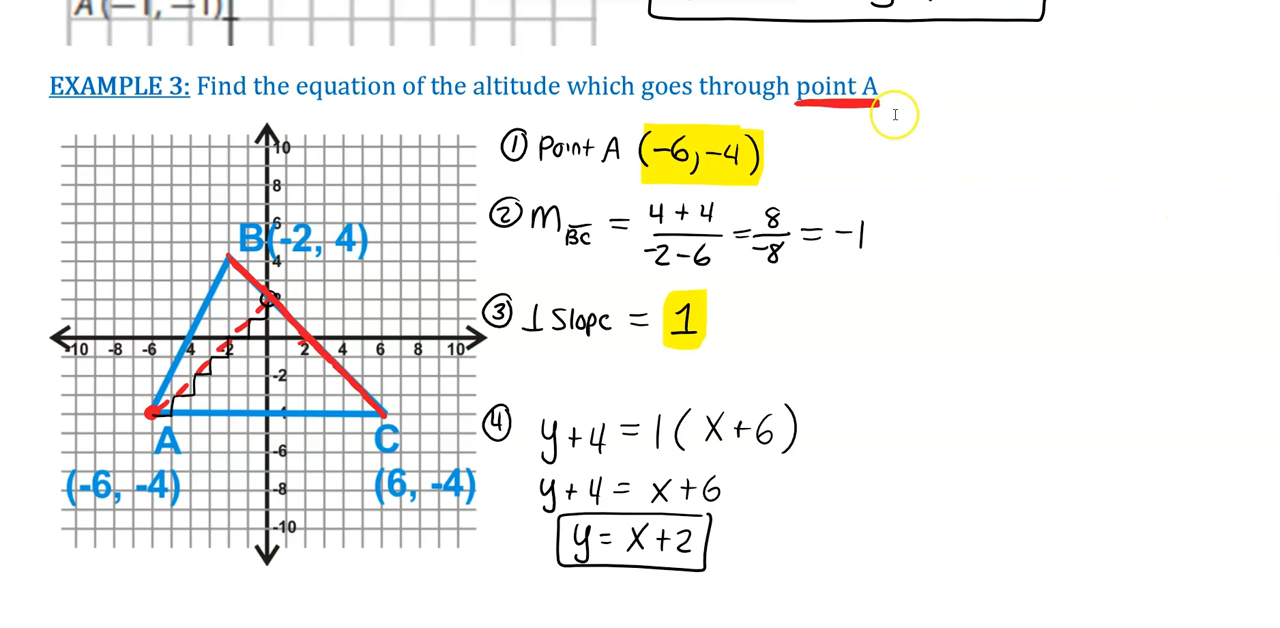 A (−1, −1)
EXAMPLE 3: Find the equation of the altitude which goes through point A
① Point A (−6, −4)
② m BC = 4 + 4 / −2 − 6 = 8 / −8 = −1
③ ⊥ Slope = 1
④ y + 4 = 1 ( x + 6 )
y + 4 = x + 6
y = x + 2
10
8
6
B(-2, 4)
4
2
-10 -8 -6 4 -2 2 4 6 8 10
-2
4
A C
-6
(-6, -4) (6, -4)
-8
-10